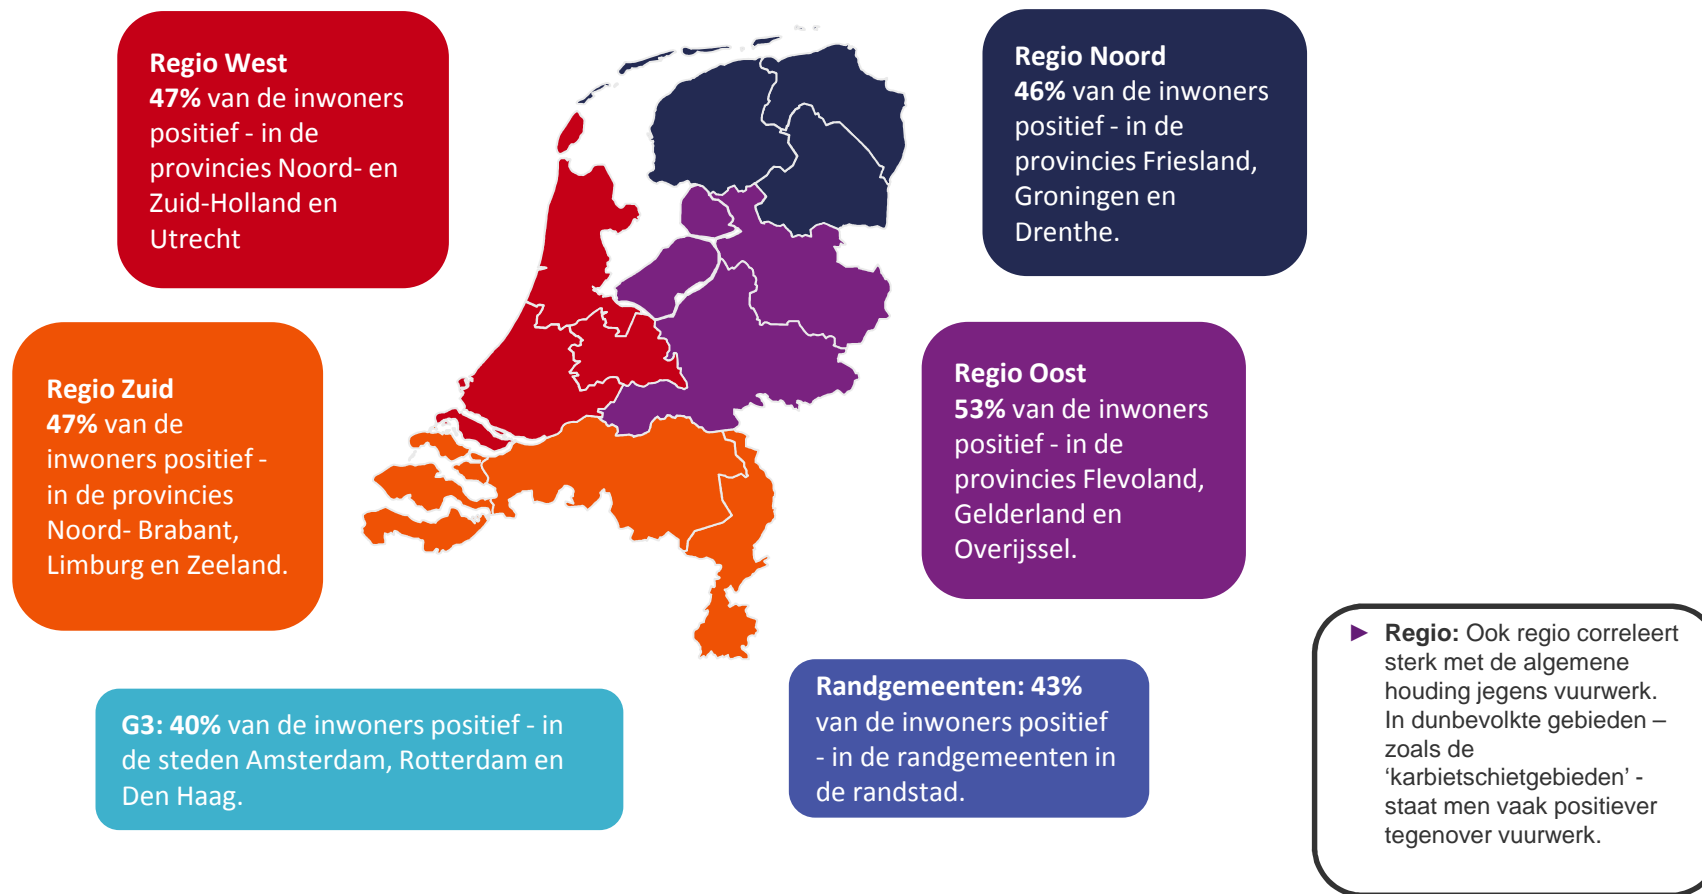 Regio West
47% van de inwoners
positief - in de
provincies Noord- en
Zuid-Holland en
Utrecht
Regio Noord
46% van de inwoners
positief - in de
provincies Friesland,
Groningen en
Drenthe.
Regio Zuid
47% van de
inwoners positief -
in de provincies
Noord- Brabant,
Limburg en Zeeland.
Regio Oost
53% van de inwoners
positief - in de
provincies Flevoland,
Gelderland en
Overijssel.
G3: 40% van de inwoners positief - in
de steden Amsterdam, Rotterdam en
Den Haag.
Randgemeenten: 43%
van de inwoners positief
- in de randgemeenten in
de randstad.
► Regio: Ook regio correleert
sterk met de algemene
houding jegens vuurwerk.
In dunbevolkte gebieden –
zoals de
‘karbietschietgebieden’ -
staat men vaak positiever
tegenover vuurwerk.